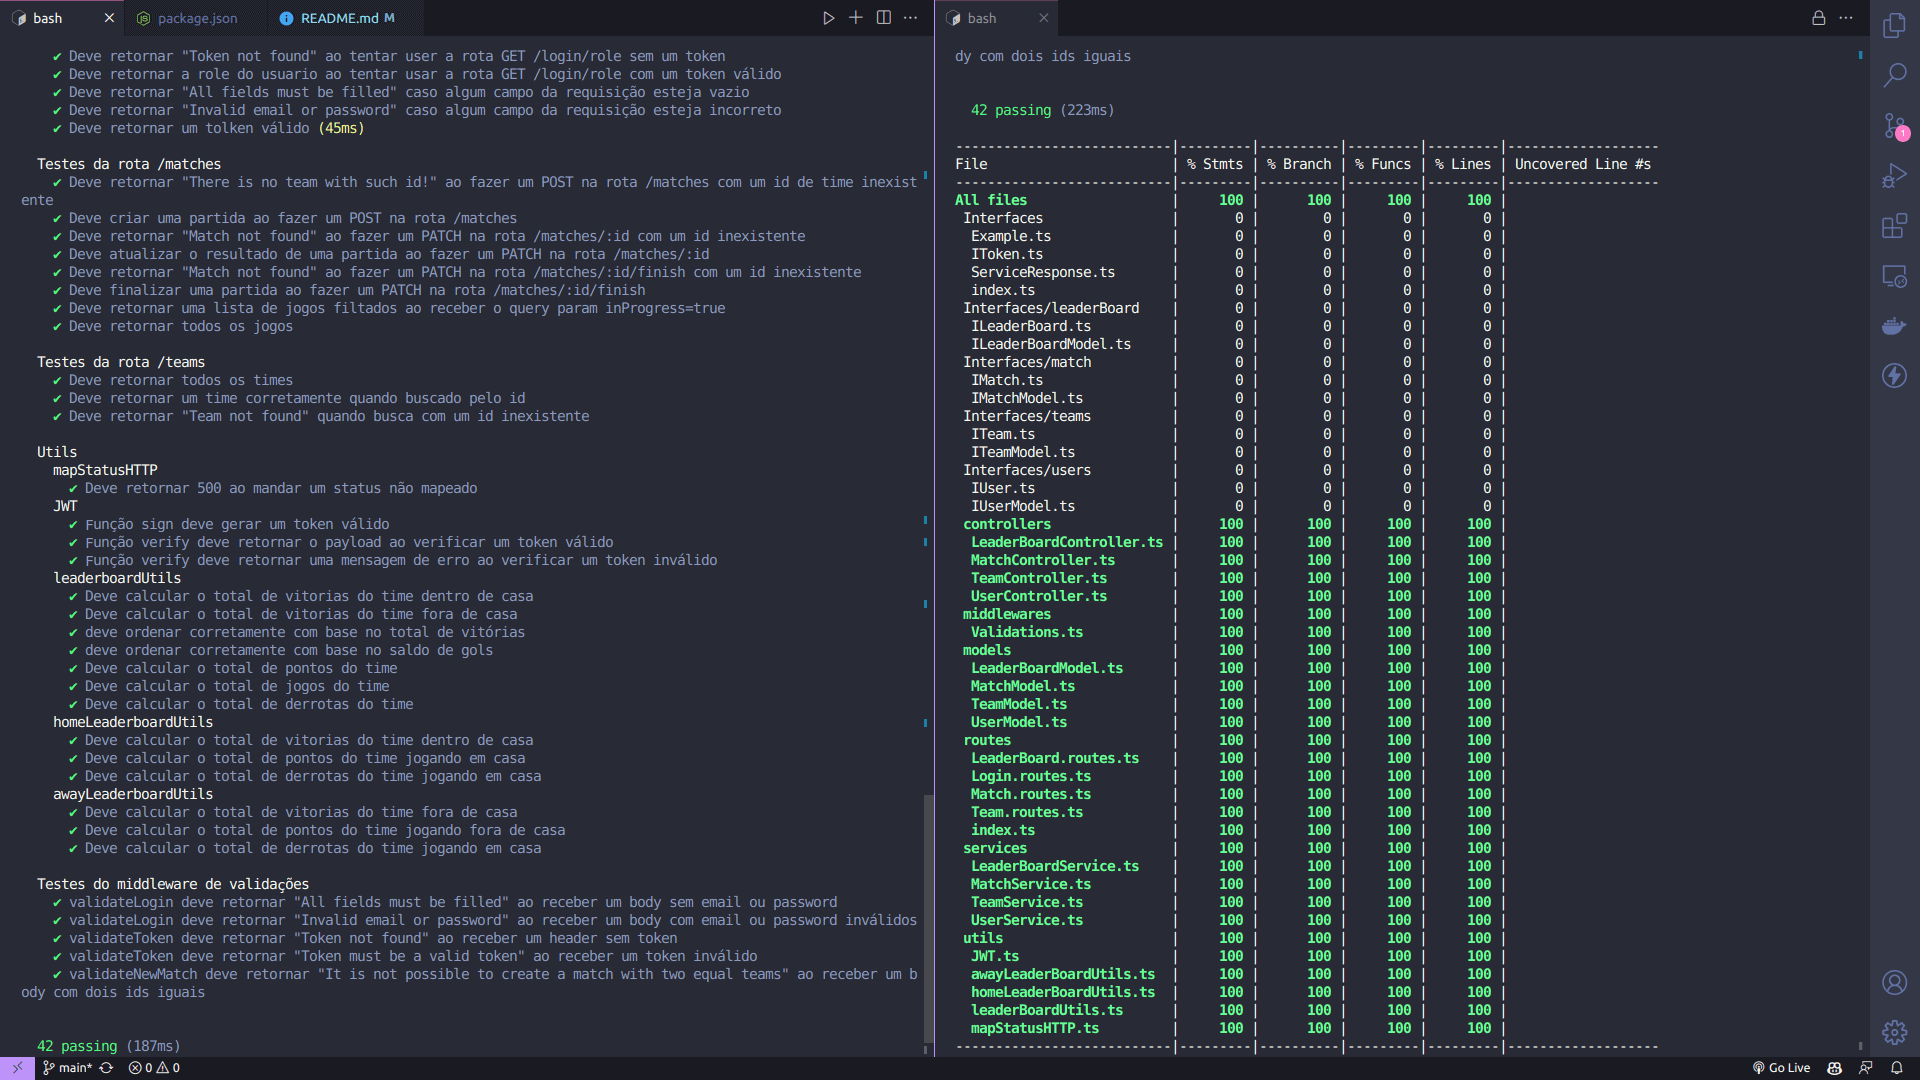 bash
package.json
README.md M
✔ Deve retornar "Token not found" ao tentar user a rota GET /login/role sem um token
✔ Deve retornar a role do usuario ao tentar usar a rota GET /login/role com um token válido
✔ Deve retornar "All fields must be filled" caso algum campo da requisição esteja vazio
✔ Deve retornar "Invalid email or password" caso algum campo da requisição esteja incorreto
✔ Deve retornar um tolken válido (45ms)
Testes da rota /matches
✔ Deve retornar "There is no team with such id!" ao fazer um POST na rota /matches com um id de time inexist
ente
✔ Deve criar uma partida ao fazer um POST na rota /matches
✔ Deve retornar "Match not found" ao fazer um PATCH na rota /matches/:id com um id inexistente
✔ Deve atualizar o resultado de uma partida ao fazer um PATCH na rota /matches/:id
✔ Deve retornar "Match not found" ao fazer um PATCH na rota /matches/:id/finish com um id inexistente
✔ Deve finalizar uma partida ao fazer um PATCH na rota /matches/:id/finish
✔ Deve retornar uma lista de jogos filtados ao receber o query param inProgress=true
✔ Deve retornar todos os jogos
Testes da rota /teams
✔ Deve retornar todos os times
✔ Deve retornar um time corretamente quando buscado pelo id
✔ Deve retornar "Team not found" quando busca com um id inexistente
Utils
mapStatusHTTP
✔ Deve retornar 500 ao mandar um status não mapeado
JWT
✔ Função sign deve gerar um token válido
✔ Função verify deve retornar o payload ao verificar um token válido
✔ Função verify deve retornar uma mensagem de erro ao verificar um token inválido
leaderboardUtils
✔ Deve calcular o total de vitorias do time dentro de casa
✔ Deve calcular o total de vitorias do time fora de casa
✔ deve ordenar corretamente com base no total de vitórias
✔ deve ordenar corretamente com base no saldo de gols
✔ Deve calcular o total de pontos do time
✔ Deve calcular o total de jogos do time
✔ Deve calcular o total de derrotas do time
homeLeaderboardUtils
✔ Deve calcular o total de vitorias do time dentro de casa
✔ Deve calcular o total de pontos do time jogando em casa
✔ Deve calcular o total de derrotas do time jogando em casa
awayLeaderboardUtils
✔ Deve calcular o total de vitorias do time fora de casa
✔ Deve calcular o total de pontos do time jogando fora de casa
✔ Deve calcular o total de derrotas do time jogando em casa
Testes do middleware de validações
✔ validateLogin deve retornar "All fields must be filled" ao receber um body sem email ou password
✔ validateLogin deve retornar "Invalid email or password" ao receber um body com email ou password inválidos
✔ validateToken deve retornar "Token not found" ao receber um header sem token
✔ validateToken deve retornar "Token must be a valid token" ao receber um token inválido
✔ validateNewMatch deve retornar "It is not possible to create a match with two equal teams" ao receber um b
ody com dois ids iguais
42 passing (187ms)
bash
dy com dois ids iguais
42 passing (223ms)
---------------------------|---------|----------|---------|---------|-------------------
File | % Stmts | % Branch | % Funcs | % Lines | Uncovered Line #s
---------------------------|---------|----------|---------|---------|-------------------
All files | 100 | 100 | 100 | 100 |
Interfaces | 0 | 0 | 0 | 0 |
Example.ts | 0 | 0 | 0 | 0 |
IToken.ts | 0 | 0 | 0 | 0 |
ServiceResponse.ts | 0 | 0 | 0 | 0 |
index.ts | 0 | 0 | 0 | 0 |
Interfaces/leaderBoard | 0 | 0 | 0 | 0 |
ILeaderBoard.ts | 0 | 0 | 0 | 0 |
ILeaderBoardModel.ts | 0 | 0 | 0 | 0 |
Interfaces/match | 0 | 0 | 0 | 0 |
IMatch.ts | 0 | 0 | 0 | 0 |
IMatchModel.ts | 0 | 0 | 0 | 0 |
Interfaces/teams | 0 | 0 | 0 | 0 |
ITeam.ts | 0 | 0 | 0 | 0 |
ITeamModel.ts | 0 | 0 | 0 | 0 |
Interfaces/users | 0 | 0 | 0 | 0 |
IUser.ts | 0 | 0 | 0 | 0 |
IUserModel.ts | 0 | 0 | 0 | 0 |
controllers | 100 | 100 | 100 | 100 |
LeaderBoardController.ts | 100 | 100 | 100 | 100 |
MatchController.ts | 100 | 100 | 100 | 100 |
TeamController.ts | 100 | 100 | 100 | 100 |
UserController.ts | 100 | 100 | 100 | 100 |
middlewares | 100 | 100 | 100 | 100 |
Validations.ts | 100 | 100 | 100 | 100 |
models | 100 | 100 | 100 | 100 |
LeaderBoardModel.ts | 100 | 100 | 100 | 100 |
MatchModel.ts | 100 | 100 | 100 | 100 |
TeamModel.ts | 100 | 100 | 100 | 100 |
UserModel.ts | 100 | 100 | 100 | 100 |
routes | 100 | 100 | 100 | 100 |
LeaderBoard.routes.ts | 100 | 100 | 100 | 100 |
Login.routes.ts | 100 | 100 | 100 | 100 |
Match.routes.ts | 100 | 100 | 100 | 100 |
Team.routes.ts | 100 | 100 | 100 | 100 |
index.ts | 100 | 100 | 100 | 100 |
services | 100 | 100 | 100 | 100 |
LeaderBoardService.ts | 100 | 100 | 100 | 100 |
MatchService.ts | 100 | 100 | 100 | 100 |
TeamService.ts | 100 | 100 | 100 | 100 |
UserService.ts | 100 | 100 | 100 | 100 |
utils | 100 | 100 | 100 | 100 |
JWT.ts | 100 | 100 | 100 | 100 |
awayLeaderBoardUtils.ts | 100 | 100 | 100 | 100 |
homeLeaderBoardUtils.ts | 100 | 100 | 100 | 100 |
leaderBoardUtils.ts | 100 | 100 | 100 | 100 |
mapStatusHTTP.ts | 100 | 100 | 100 | 100 |
---------------------------|---------|----------|---------|---------|-------------------
1
main* 0 0
Go Live